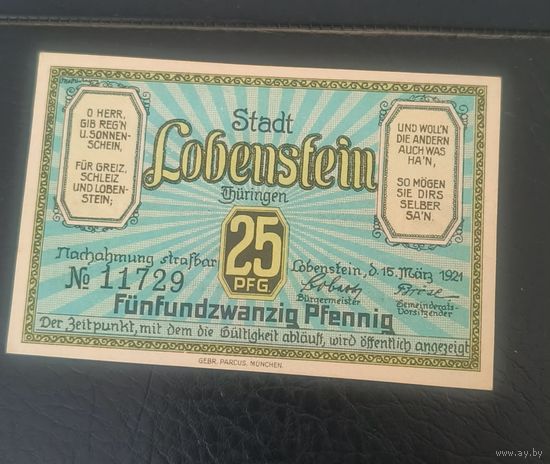 O HERR,
GIB REG'N
U. SONNEN-
SCHEIN,
FÜR GREIZ,
SCHLEIZ
UND LOBEN-
STEIN;
Stadt
Lobenstein
Thüringen
UND WOLL'N
DIE ANDERN
AUCH WAS
HA'N,
SO MÖGEN
SIE DIRS
SELBER
SA'N.
25
PFG.
Nachahmung strafbar
№ 11729
Lobenstein, d. 15. März 1921
Bürgermeister
Gemeinderats-
Vorsitzender
Fünfundzwanzig Pfennig
Der Zeitpunkt, mit dem die Gültigkeit abläuft, wird öffentlich angezeigt
GEBR. PARCUS, MÜNCHEN.
www.ay.by